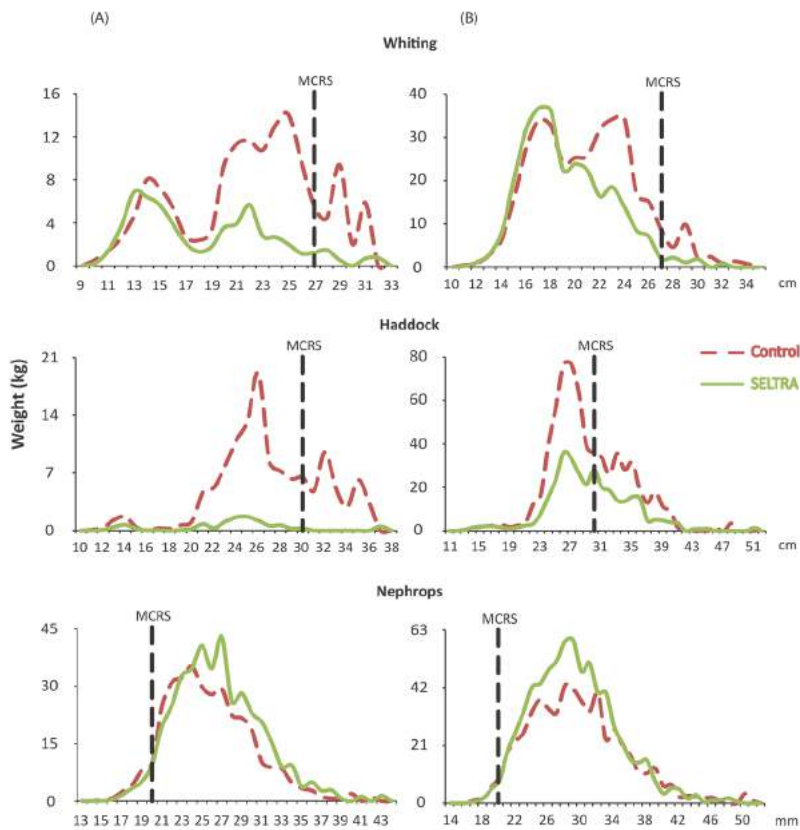 (A) (B)
Whiting
MCRS MCRS
16 40
12 30
8 20
4 10
0 0
9 11 13 15 17 19 21 23 25 27 29 31 33 10 12 14 16 18 20 22 24 26 28 30 32 34 cm
Haddock
MCRS MCRS
21 80
14 60
7 40
0 20
0
Control
SELTRA
Weight (kg)
10 12 14 16 18 20 22 24 26 28 30 32 34 36 38 11 15 19 23 27 31 35 39 43 47 51 cm
Nephrops
MCRS MCRS
45 63
30 42
15 21
0 0
13 15 17 19 21 23 25 27 29 31 33 35 37 39 41 43 14 18 20 24 28 32 36 38 42 46 50 mm